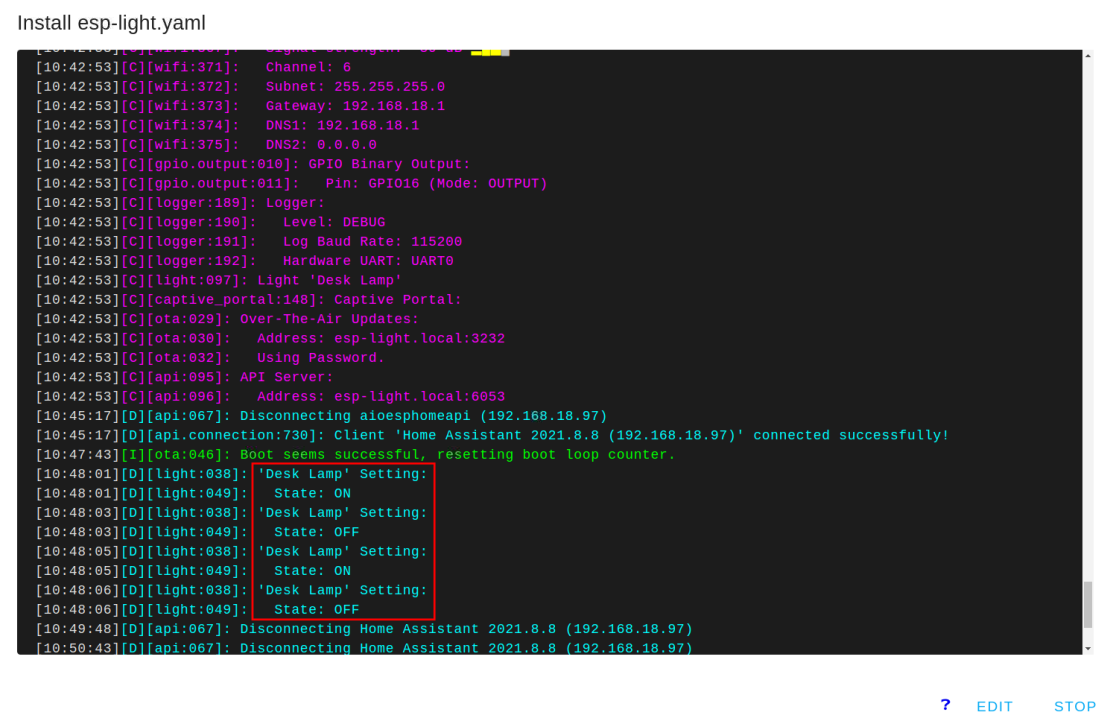 Install esp-light.yaml
[10:42:53][C][wifi:371]:   Channel: 6
[10:42:53][C][wifi:372]:   Subnet: 255.255.255.0
[10:42:53][C][wifi:373]:   Gateway: 192.168.18.1
[10:42:53][C][wifi:374]:   DNS1: 192.168.18.1
[10:42:53][C][wifi:375]:   DNS2: 0.0.0.0
[10:42:53][C][gpio.output:010]: GPIO Binary Output:
[10:42:53][C][gpio.output:011]:   Pin: GPIO16 (Mode: OUTPUT)
[10:42:53][C][logger:189]: Logger:
[10:42:53][C][logger:190]:   Level: DEBUG
[10:42:53][C][logger:191]:   Log Baud Rate: 115200
[10:42:53][C][logger:192]:   Hardware UART: UART0
[10:42:53][C][light:097]: Light 'Desk Lamp'
[10:42:53][C][captive_portal:148]: Captive Portal:
[10:42:53][C][ota:029]: Over-The-Air Updates:
[10:42:53][C][ota:030]:   Address: esp-light.local:3232
[10:42:53][C][ota:032]:   Using Password.
[10:42:53][C][api:095]: API Server:
[10:42:53][C][api:096]:   Address: esp-light.local:6053
[10:45:17][D][api:067]: Disconnecting aioesphomeapi (192.168.18.97)
[10:45:17][D][api.connection:730]: Client 'Home Assistant 2021.8.8 (192.168.18.97)' connected successfully!
[10:47:43][I][ota:046]: Boot seems successful, resetting boot loop counter.
[10:48:01][D][light:038]: 'Desk Lamp' Setting:
[10:48:01][D][light:049]:   State: ON
[10:48:03][D][light:038]: 'Desk Lamp' Setting:
[10:48:03][D][light:049]:   State: OFF
[10:48:05][D][light:038]: 'Desk Lamp' Setting:
[10:48:05][D][light:049]:   State: ON
[10:48:06][D][light:038]: 'Desk Lamp' Setting:
[10:48:06][D][light:049]:   State: OFF
[10:49:48][D][api:067]: Disconnecting Home Assistant 2021.8.8 (192.168.18.97)
[10:50:43][D][api:067]: Disconnecting Home Assistant 2021.8.8 (192.168.18.97)
? EDIT STOP